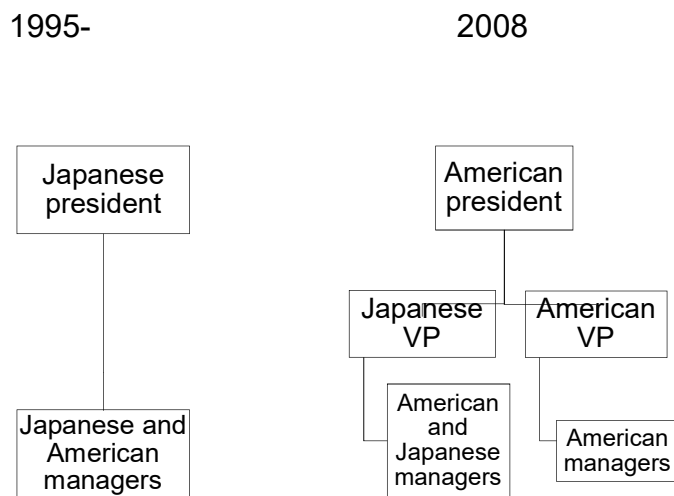 1995-
2008
Japanese
president
American
president
Japanese
VP
American
VP
Japanese and
American
managers
American
and
Japanese
managers
American
managers